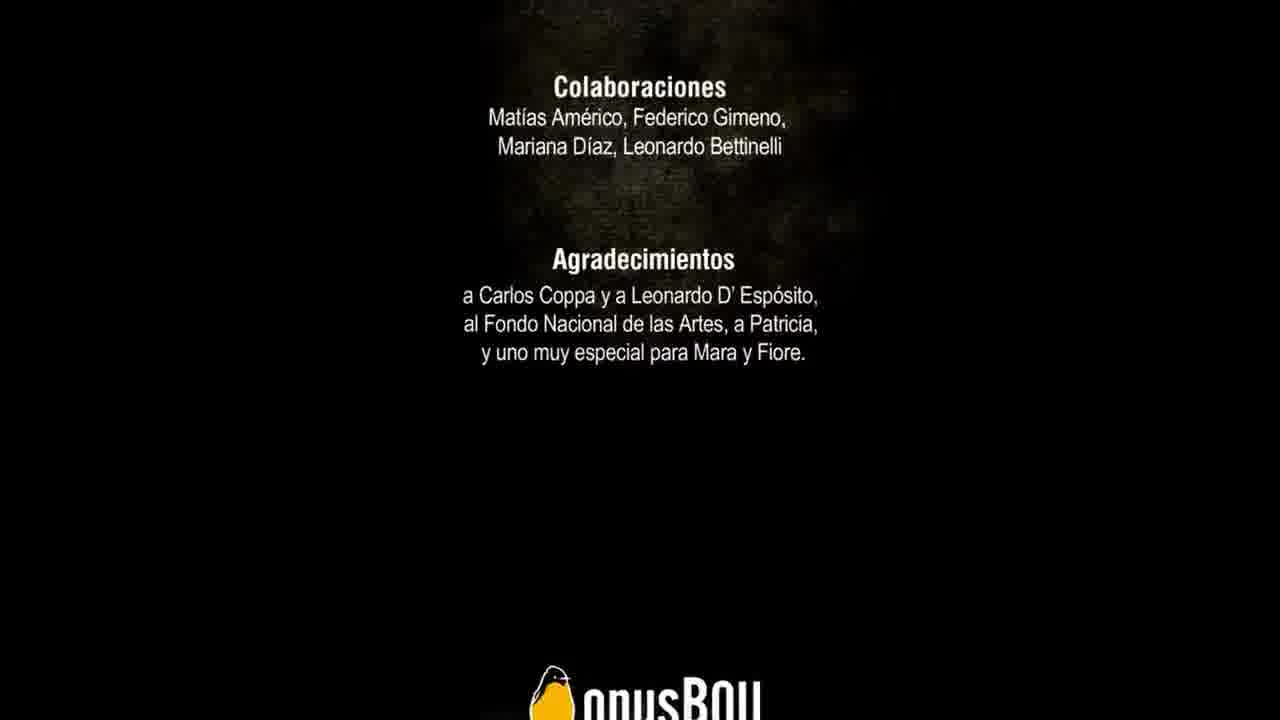 Colaboraciones
Matías Américo, Federico Gimeno,
Mariana Díaz, Leonardo Bettinelli
Agradecimientos
a Carlos Coppa y a Leonardo D' Espósito,
al Fondo Nacional de las Artes, a Patricia,
y uno muy especial para Mara y Fiore.